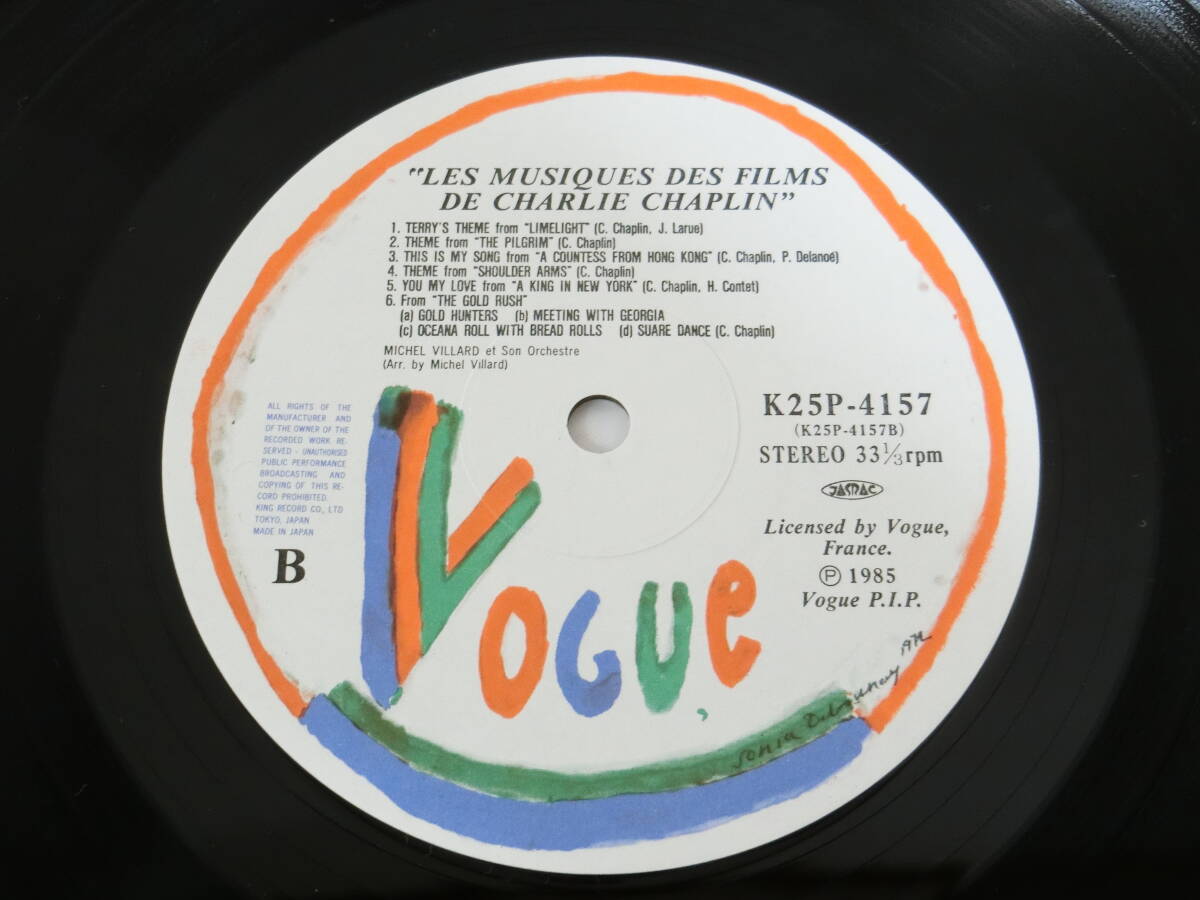 "LES MUSIQUES DES FILMS
DE CHARLIE CHAPLIN"
1. TERRY'S THEME from "LIMELIGHT" (C. Chaplin, J. Larue)
2. THEME from "THE PILGRIM" (C. Chaplin)
3. THIS IS MY SONG from "A COUNTESS FROM HONG KONG" (C. Chaplin, P. Delanoé)
4. THEME from "SHOULDER ARMS" (C. Chaplin)
5. YOU MY LOVE from "A KING IN NEW YORK" (C. Chaplin, H. Contet)
6. From "THE GOLD RUSH"
(a) GOLD HUNTERS (b) MEETING WITH GEORGIA
(c) OCEANA ROLL WITH BREAD ROLLS (d) SUARE DANCE (C. Chaplin)
MICHEL VILLARD et Son Orchestre
(Arr. by Michel Villard)
ALL RIGHTS OF THE
MANUFACTURER AND
OF THE OWNER OF THE
RECORDED WORK RE-
SERVED - UNAUTHORISED
PUBLIC PERFORMANCE
BROADCASTING AND
COPYING OF THIS RE-
CORD PROHIBITED.
KING RECORD CO., LTD
TOKYO, JAPAN
MADE IN JAPAN
B
K25P-4157
(K25P-4157B)
STEREO 33 1/3 rpm
JASRAC
Licensed by Vogue,
France.
Ⓟ 1985
Vogue P.I.P.
VOGUE
Sonia Delaunay 1972